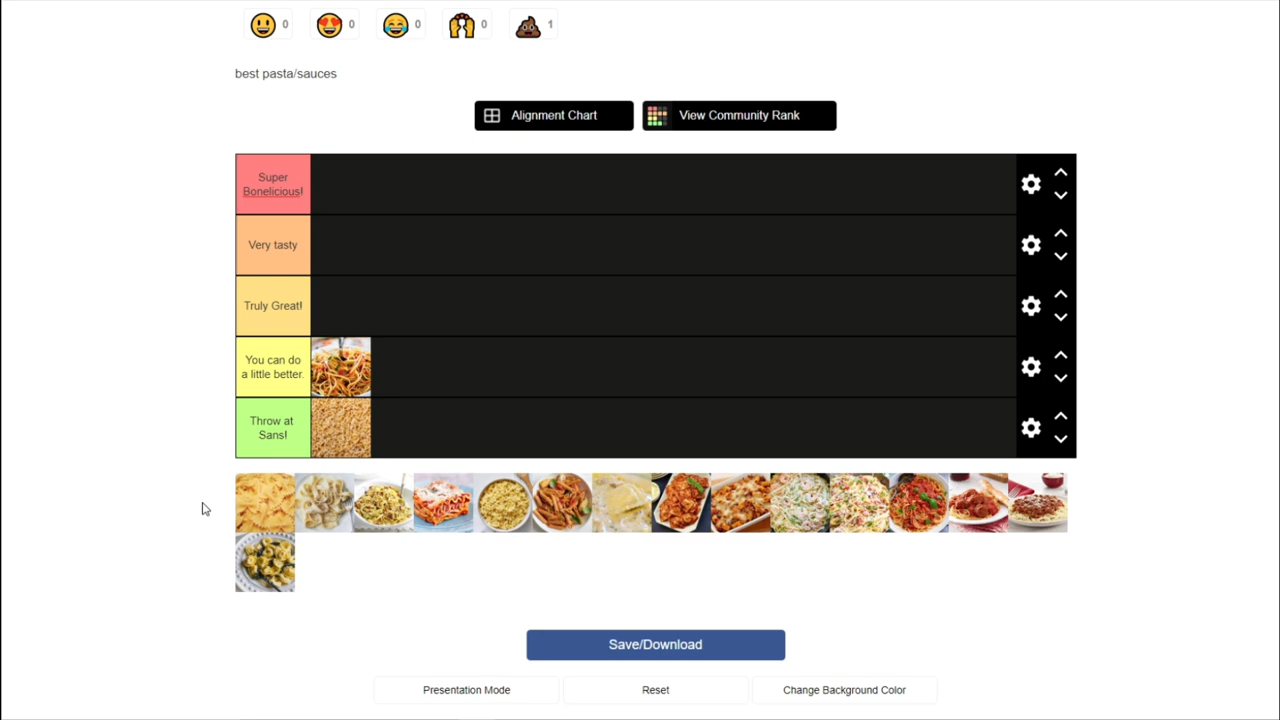 0
0
0
0
1
best pasta/sauces
Alignment Chart
View Community Rank
Super
Bonelicious!
Very tasty
Truly Great!
You can do
a little better.
Throw at
Sans!
Save/Download
Presentation Mode
Reset
Change Background Color